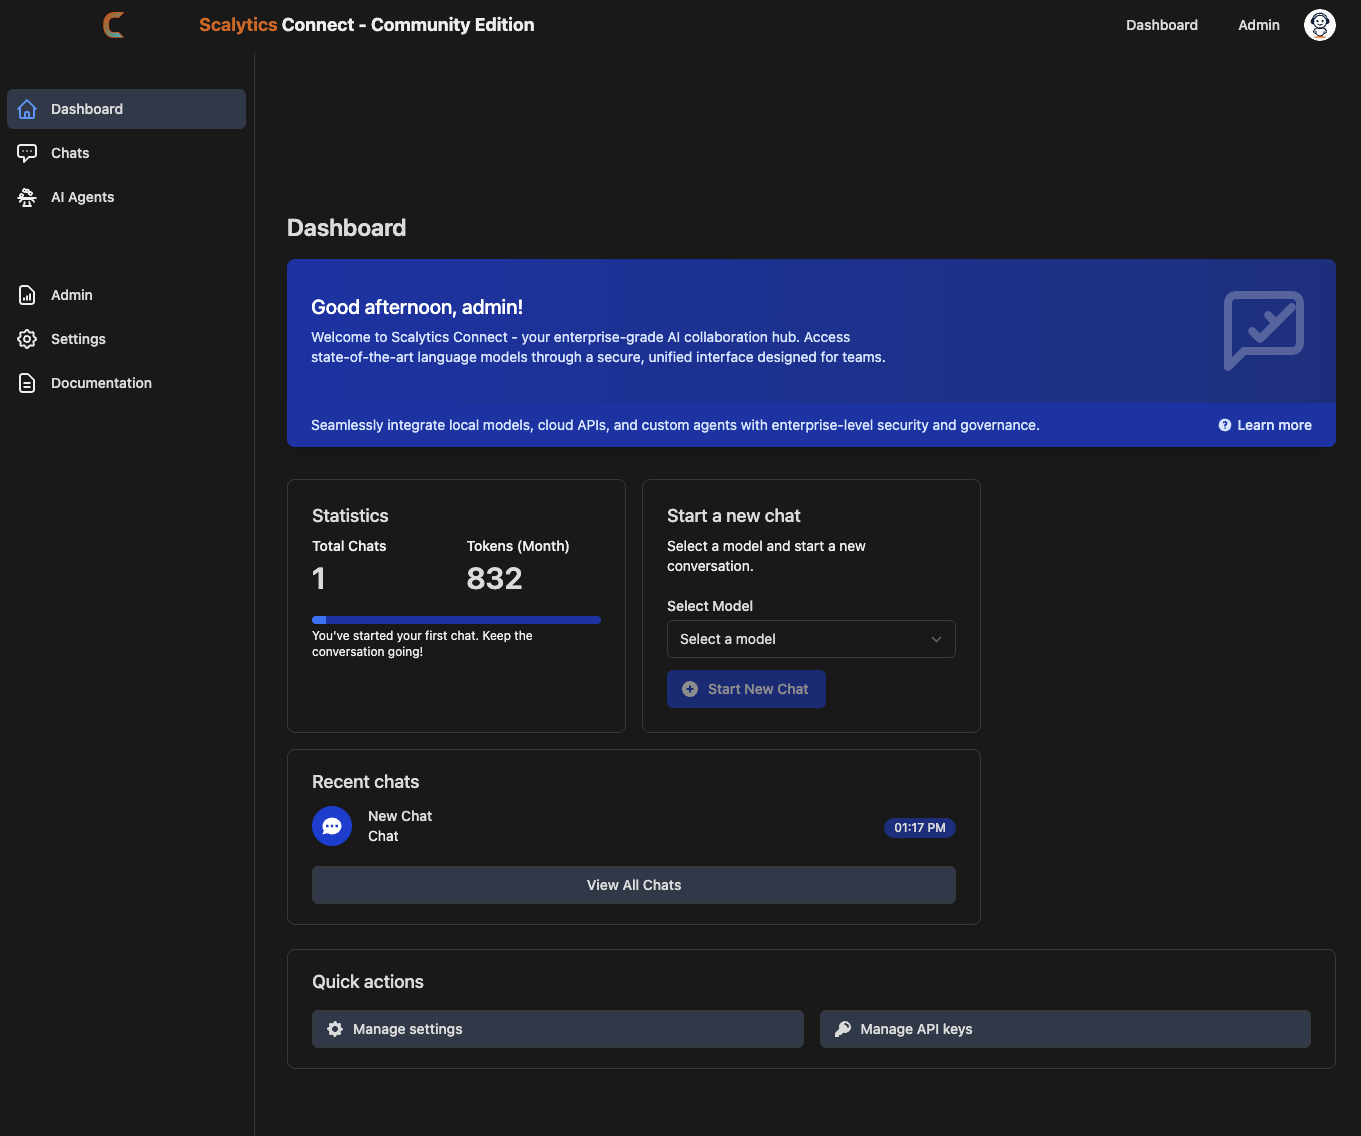 Scalytics Connect - Community Edition
Dashboard
Admin
Dashboard
Chats
AI Agents
Admin
Settings
Documentation
Dashboard
Good afternoon, admin!
Welcome to Scalytics Connect - your enterprise-grade AI collaboration hub. Access
state-of-the-art language models through a secure, unified interface designed for teams.
Seamlessly integrate local models, cloud APIs, and custom agents with enterprise-level security and governance.
Learn more
Statistics
Total Chats
1
Tokens (Month)
832
You've started your first chat. Keep the
conversation going!
Start a new chat
Select a model and start a new
conversation.
Select Model
Select a model
Start New Chat
Recent chats
New Chat
Chat
01:17 PM
View All Chats
Quick actions
Manage settings
Manage API keys